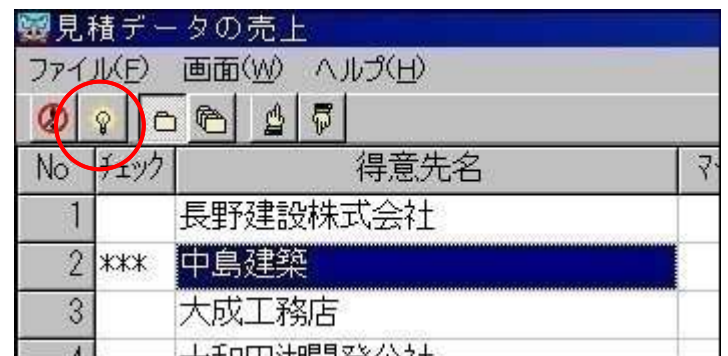 見積データの売上
ファイル(F) 画面(W) ヘルプ(H)
No チェック 得意先名
1 長野建設株式会社
2 *** 中島建築
3 大成工務店